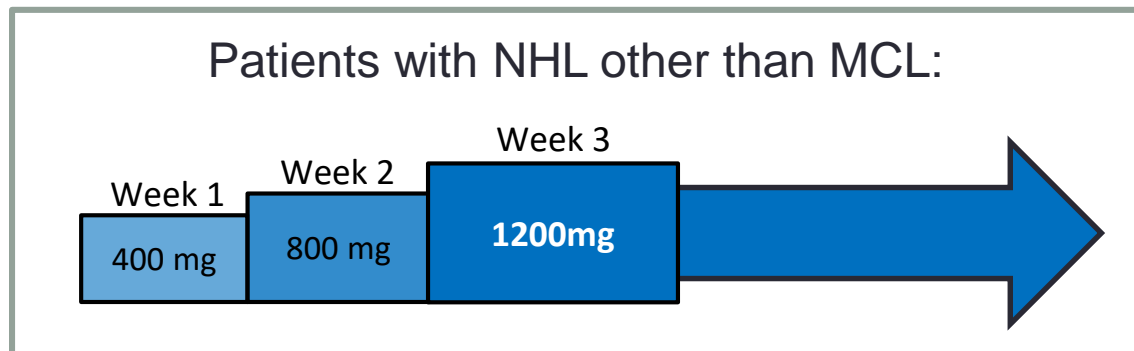 Patients with NHL other than MCL:
Week 1
Week 2
Week 3
400 mg
800 mg
1200mg